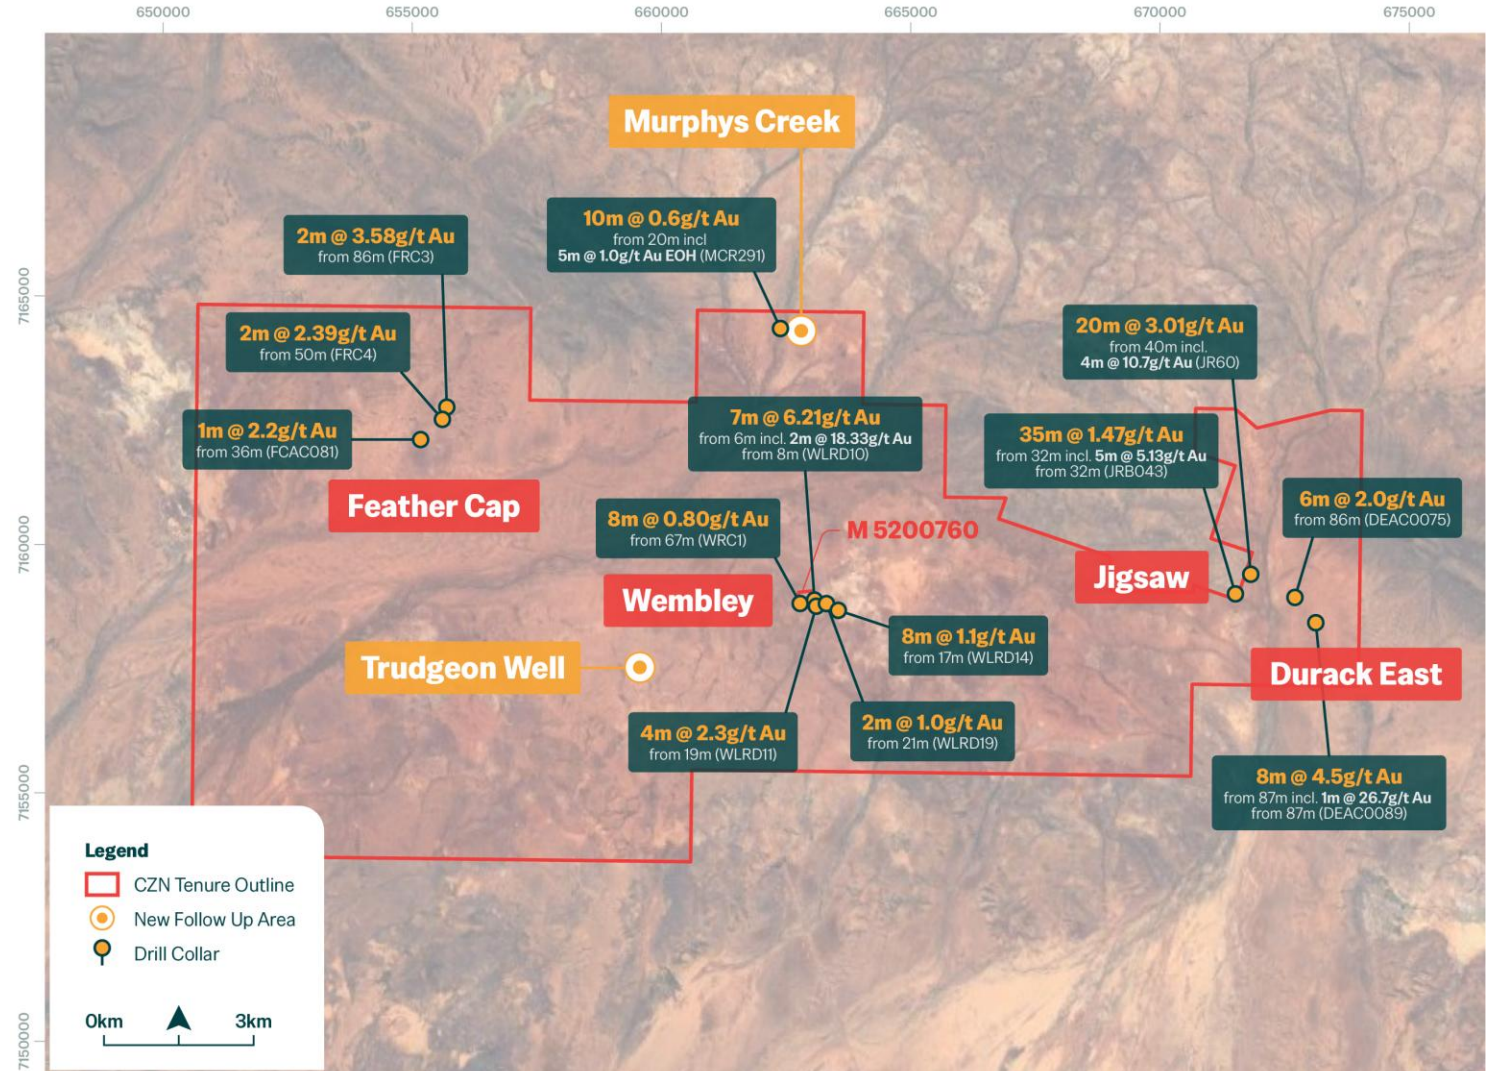 650000
655000
660000
665000
670000
675000
7165000
7160000
7155000
7150000
Murphys Creek
10m @ 0.6g/t Au
from 20m incl
5m @ 1.0g/t Au EOH (MCR291)
2m @ 3.58g/t Au
from 86m (FRC3)
2m @ 2.39g/t Au
from 50m (FRC4)
1m @ 2.2g/t Au
from 36m (FCAC081)
Feather Cap
20m @ 3.01g/t Au
from 40m incl.
4m @ 10.7g/t Au (JR60)
7m @ 6.21g/t Au
from 6m incl. 2m @ 18.33g/t Au
from 8m (WLRD10)
35m @ 1.47g/t Au
from 32m incl. 5m @ 5.13g/t Au
from 32m (JRB043)
6m @ 2.0g/t Au
from 86m (DEAC0075)
8m @ 0.80g/t Au
from 67m (WRC1)
M 5200760
Jigsaw
Wembley
8m @ 1.1g/t Au
from 17m (WLRD14)
Trudgeon Well
Durack East
4m @ 2.3g/t Au
from 19m (WLRD11)
2m @ 1.0g/t Au
from 21m (WLRD19)
8m @ 4.5g/t Au
from 87m incl. 1m @ 26.7g/t Au
from 87m (DEAC0089)
Legend
CZN Tenure Outline
New Follow Up Area
Drill Collar
0km
3km